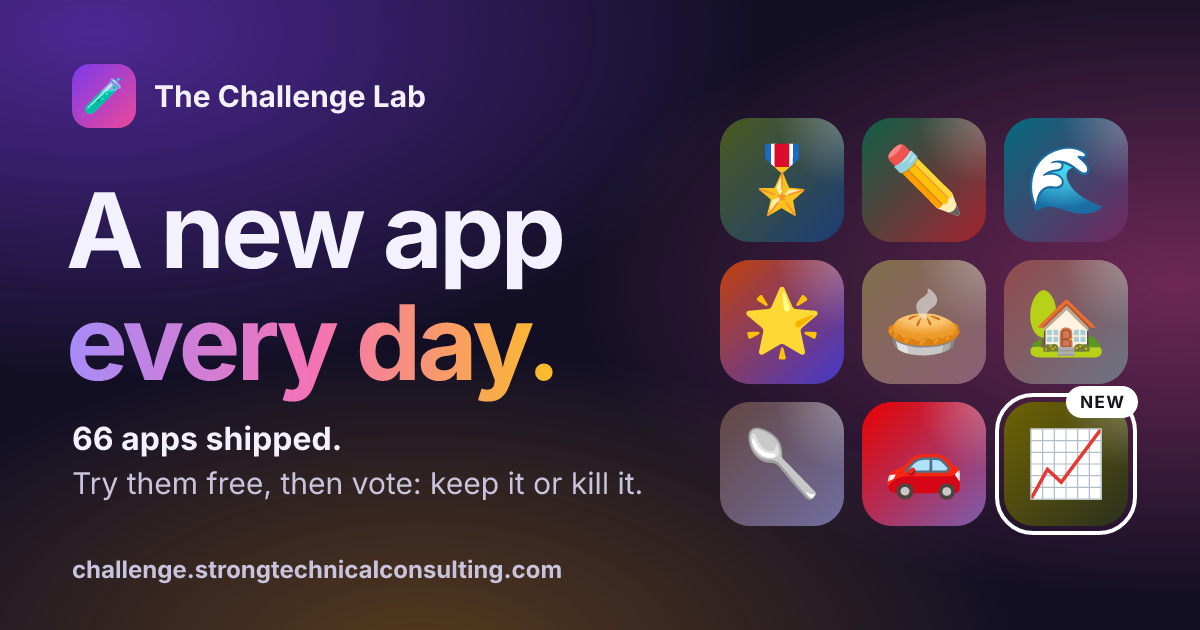 The Challenge Lab
A new app
every day.
66 apps shipped.
Try them free, then vote: keep it or kill it.
challenge.strongtechnicalconsulting.com
NEW